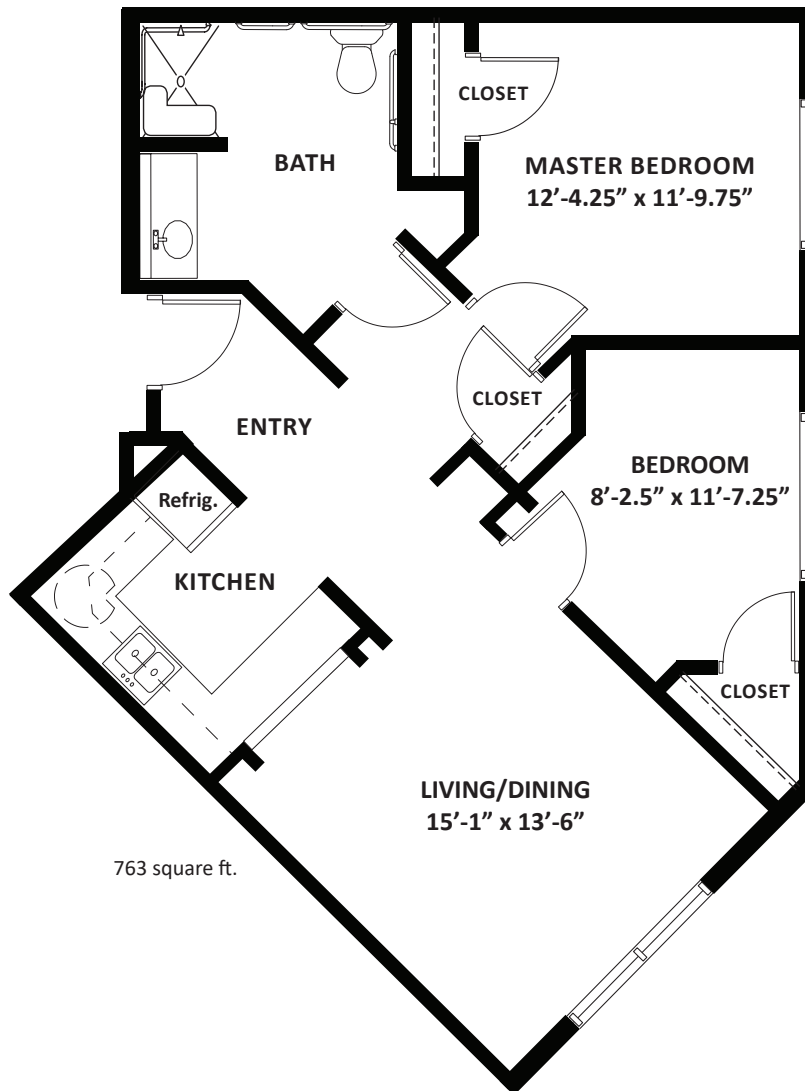 CLOSET
BATH
MASTER BEDROOM
12’-4.25” x 11’-9.75”
CLOSET
ENTRY
BEDROOM
8’-2.5” x 11’-7.25”
Refrig.
KITCHEN
CLOSET
LIVING/DINING
15’-1” x 13’-6”
763 square ft.